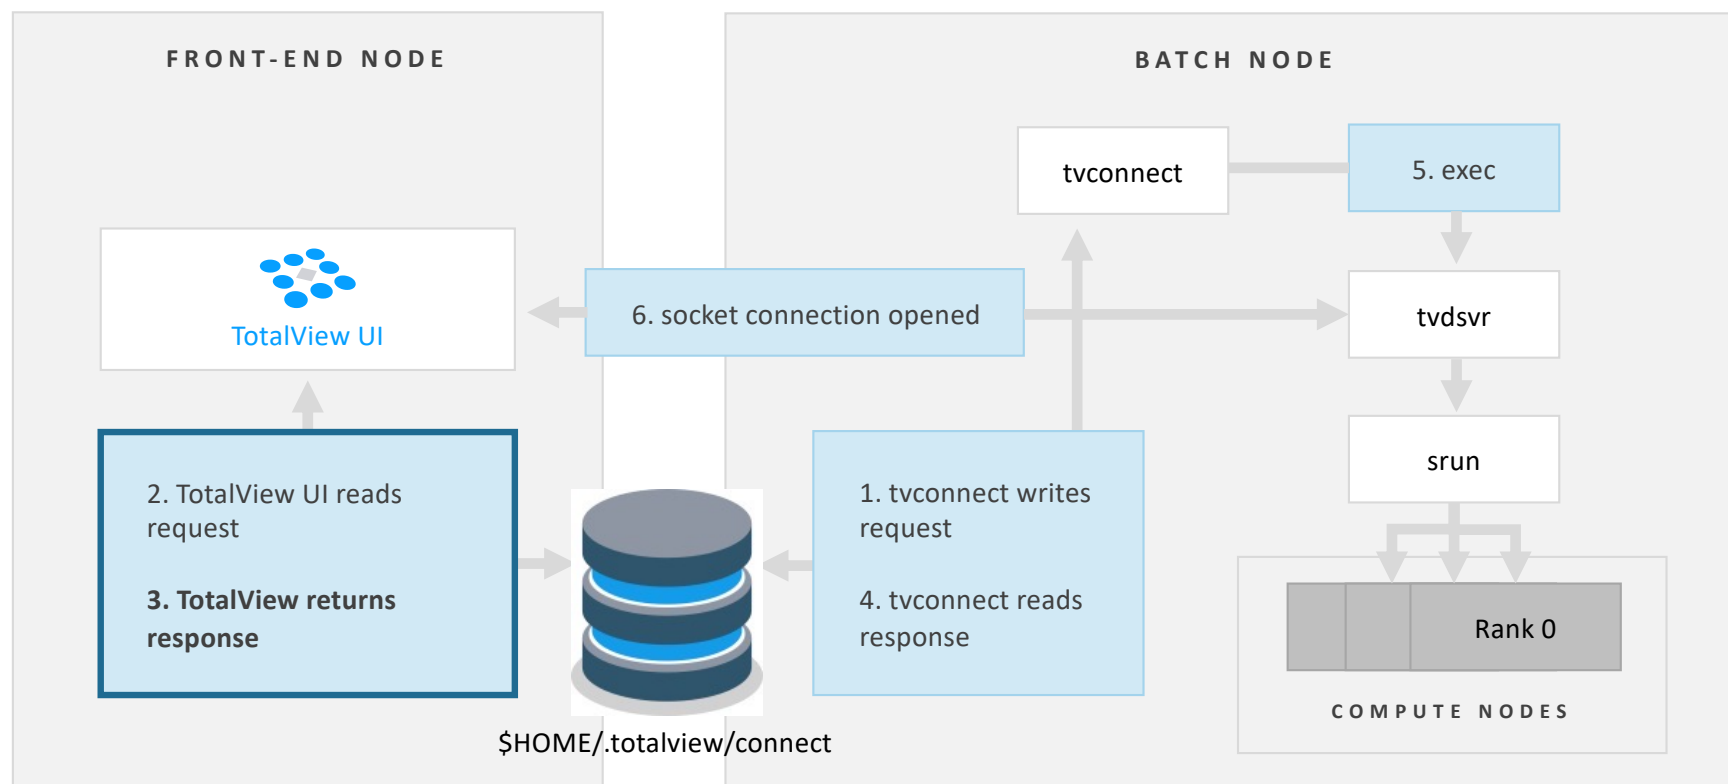 FRONT-END NODE
BATCH NODE
tvconnect
5. exec
TotalView UI
6. socket connection opened
tvdsvr
srun
2. TotalView UI reads
request
3. TotalView returns
response
1. tvconnect writes
request
4. tvconnect reads
response
Rank 0
COMPUTE NODES
$HOME/.totalview/connect